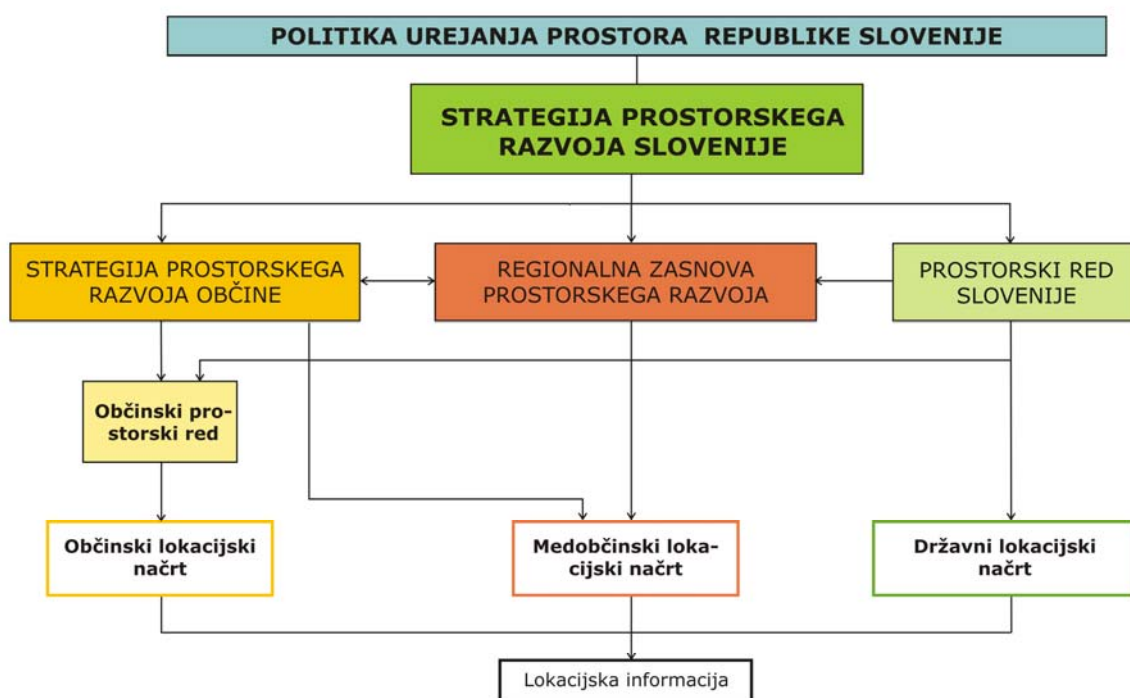 POLITIKA UREJANJA PROSTORA REPUBLIKE SLOVENIJE
STRATEGIJA PROSTORSKEGA
RAZVOJA SLOVENIJE
STRATEGIJA PROSTORSKEGA
RAZVOJA OBČINE
REGIONALNA ZASNOVA
PROSTORSKEGA RAZVOJA
PROSTORSKI RED
SLOVENIJE
Občinski pro-
storski red
Občinski lokacijski
načrt
Medobčinski loka-
cijski načrt
Državni lokacijski
načrt
Lokacijska informacija